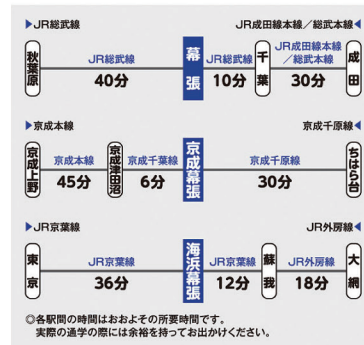 ▶JR総武線 JR成田線本線／総武本線◀
秋葉原 JR総武線 40分 幕張 JR総武線 10分 千葉 JR成田線本線／総武本線 30分 成田
▶京成本線 京成千原線◀
京成上野 京成本線 45分 京成津田沼 京成千葉線 6分 京成幕張 京成千原線 30分 ちはら台
▶JR京葉線 JR外房線◀
東京 JR京葉線 36分 海浜幕張 JR京葉線 12分 蘇我 JR外房線 18分 大網
◎各駅間の時間はおおよその所要時間です。
実際の通学の際には余裕を持ってお出かけください。